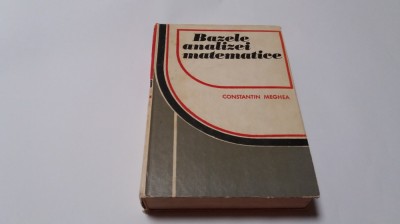 Bazele
analizei
matematice
CONSTANTIN MEGHEA